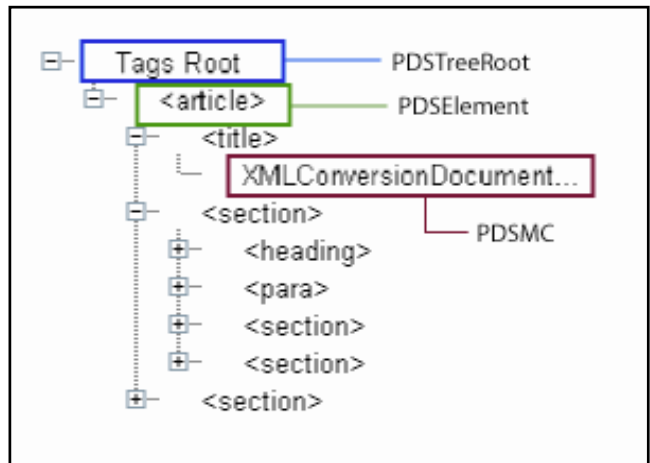 Tags Root PDSTreeRoot
<article> PDSElement
<title>
XMLConversionDocument...
<section>
PDSMC
<heading>
<para>
<section>
<section>
<section>